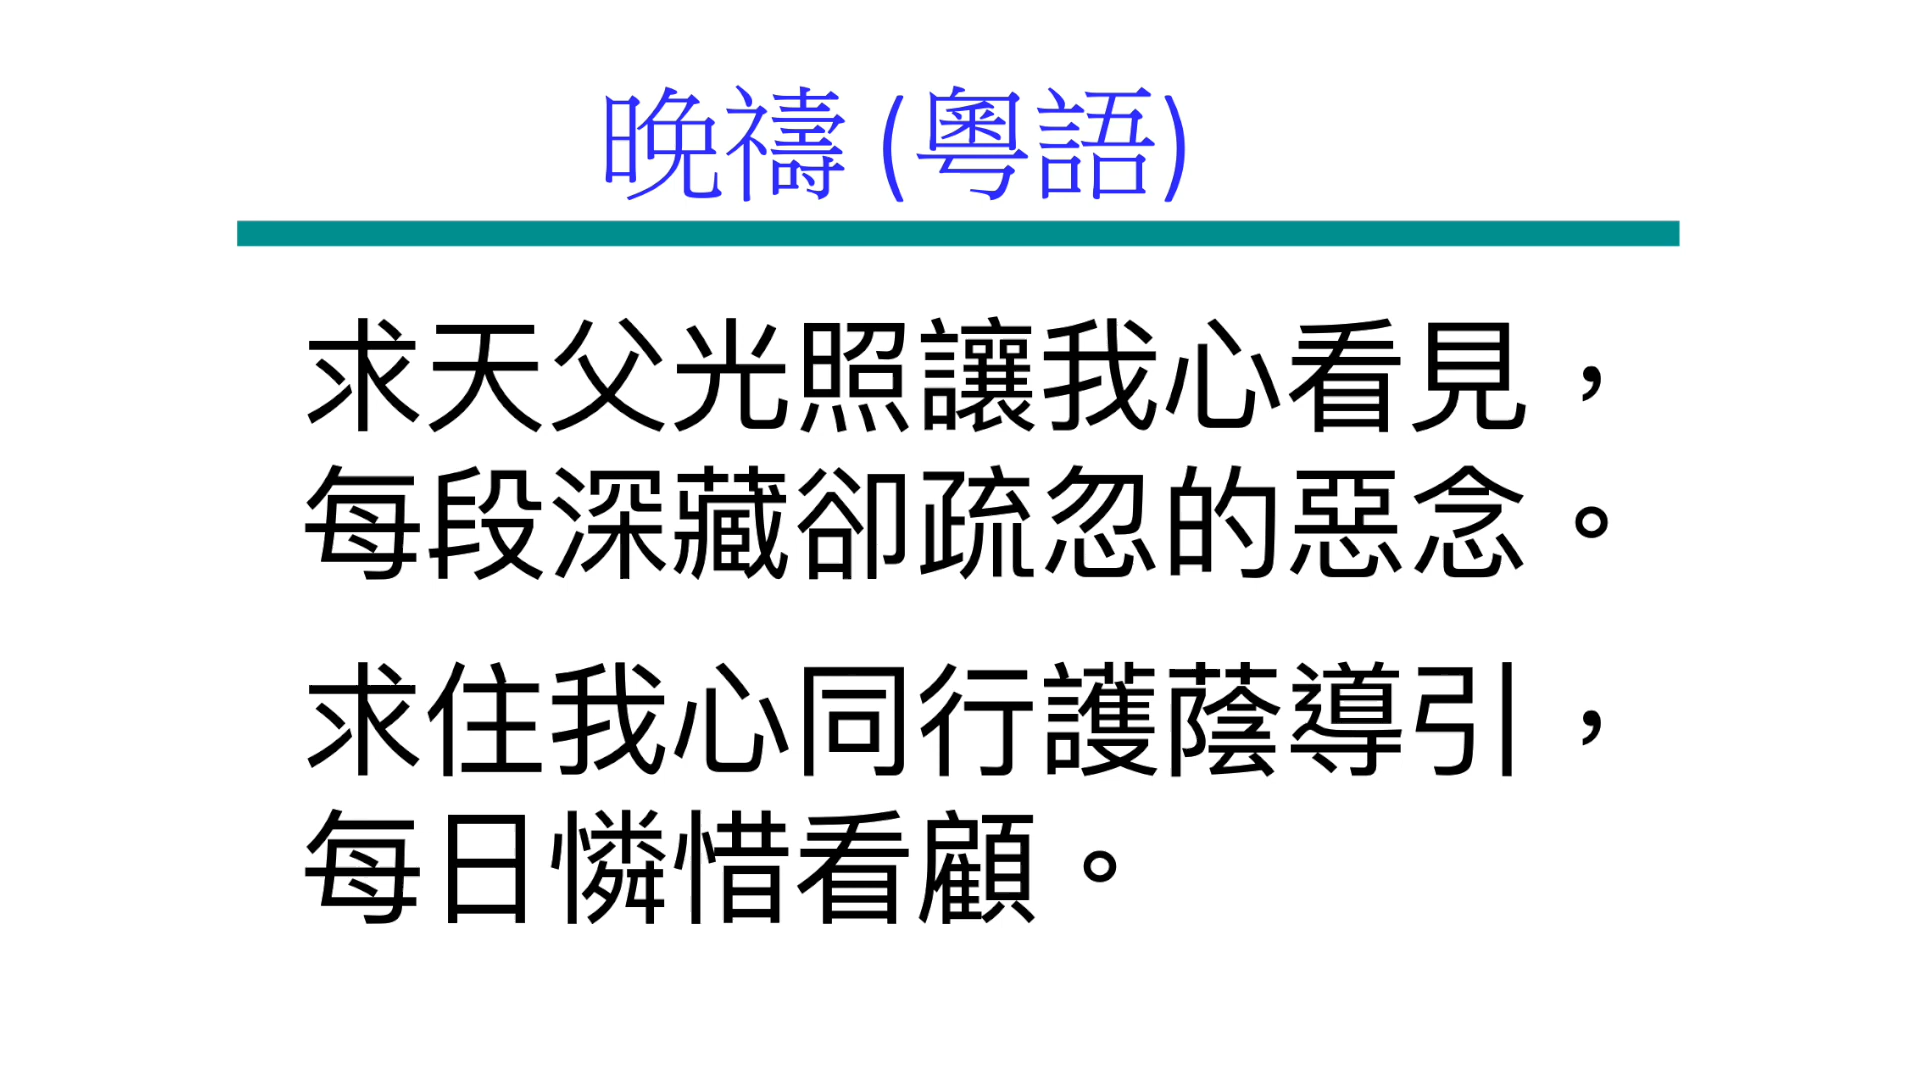 晚禱 (粵語)
求天父光照讓我心看見，
每段深藏卻疏忽的惡念。
求住我心同行護蔭導引，
每日憐惜看顧。